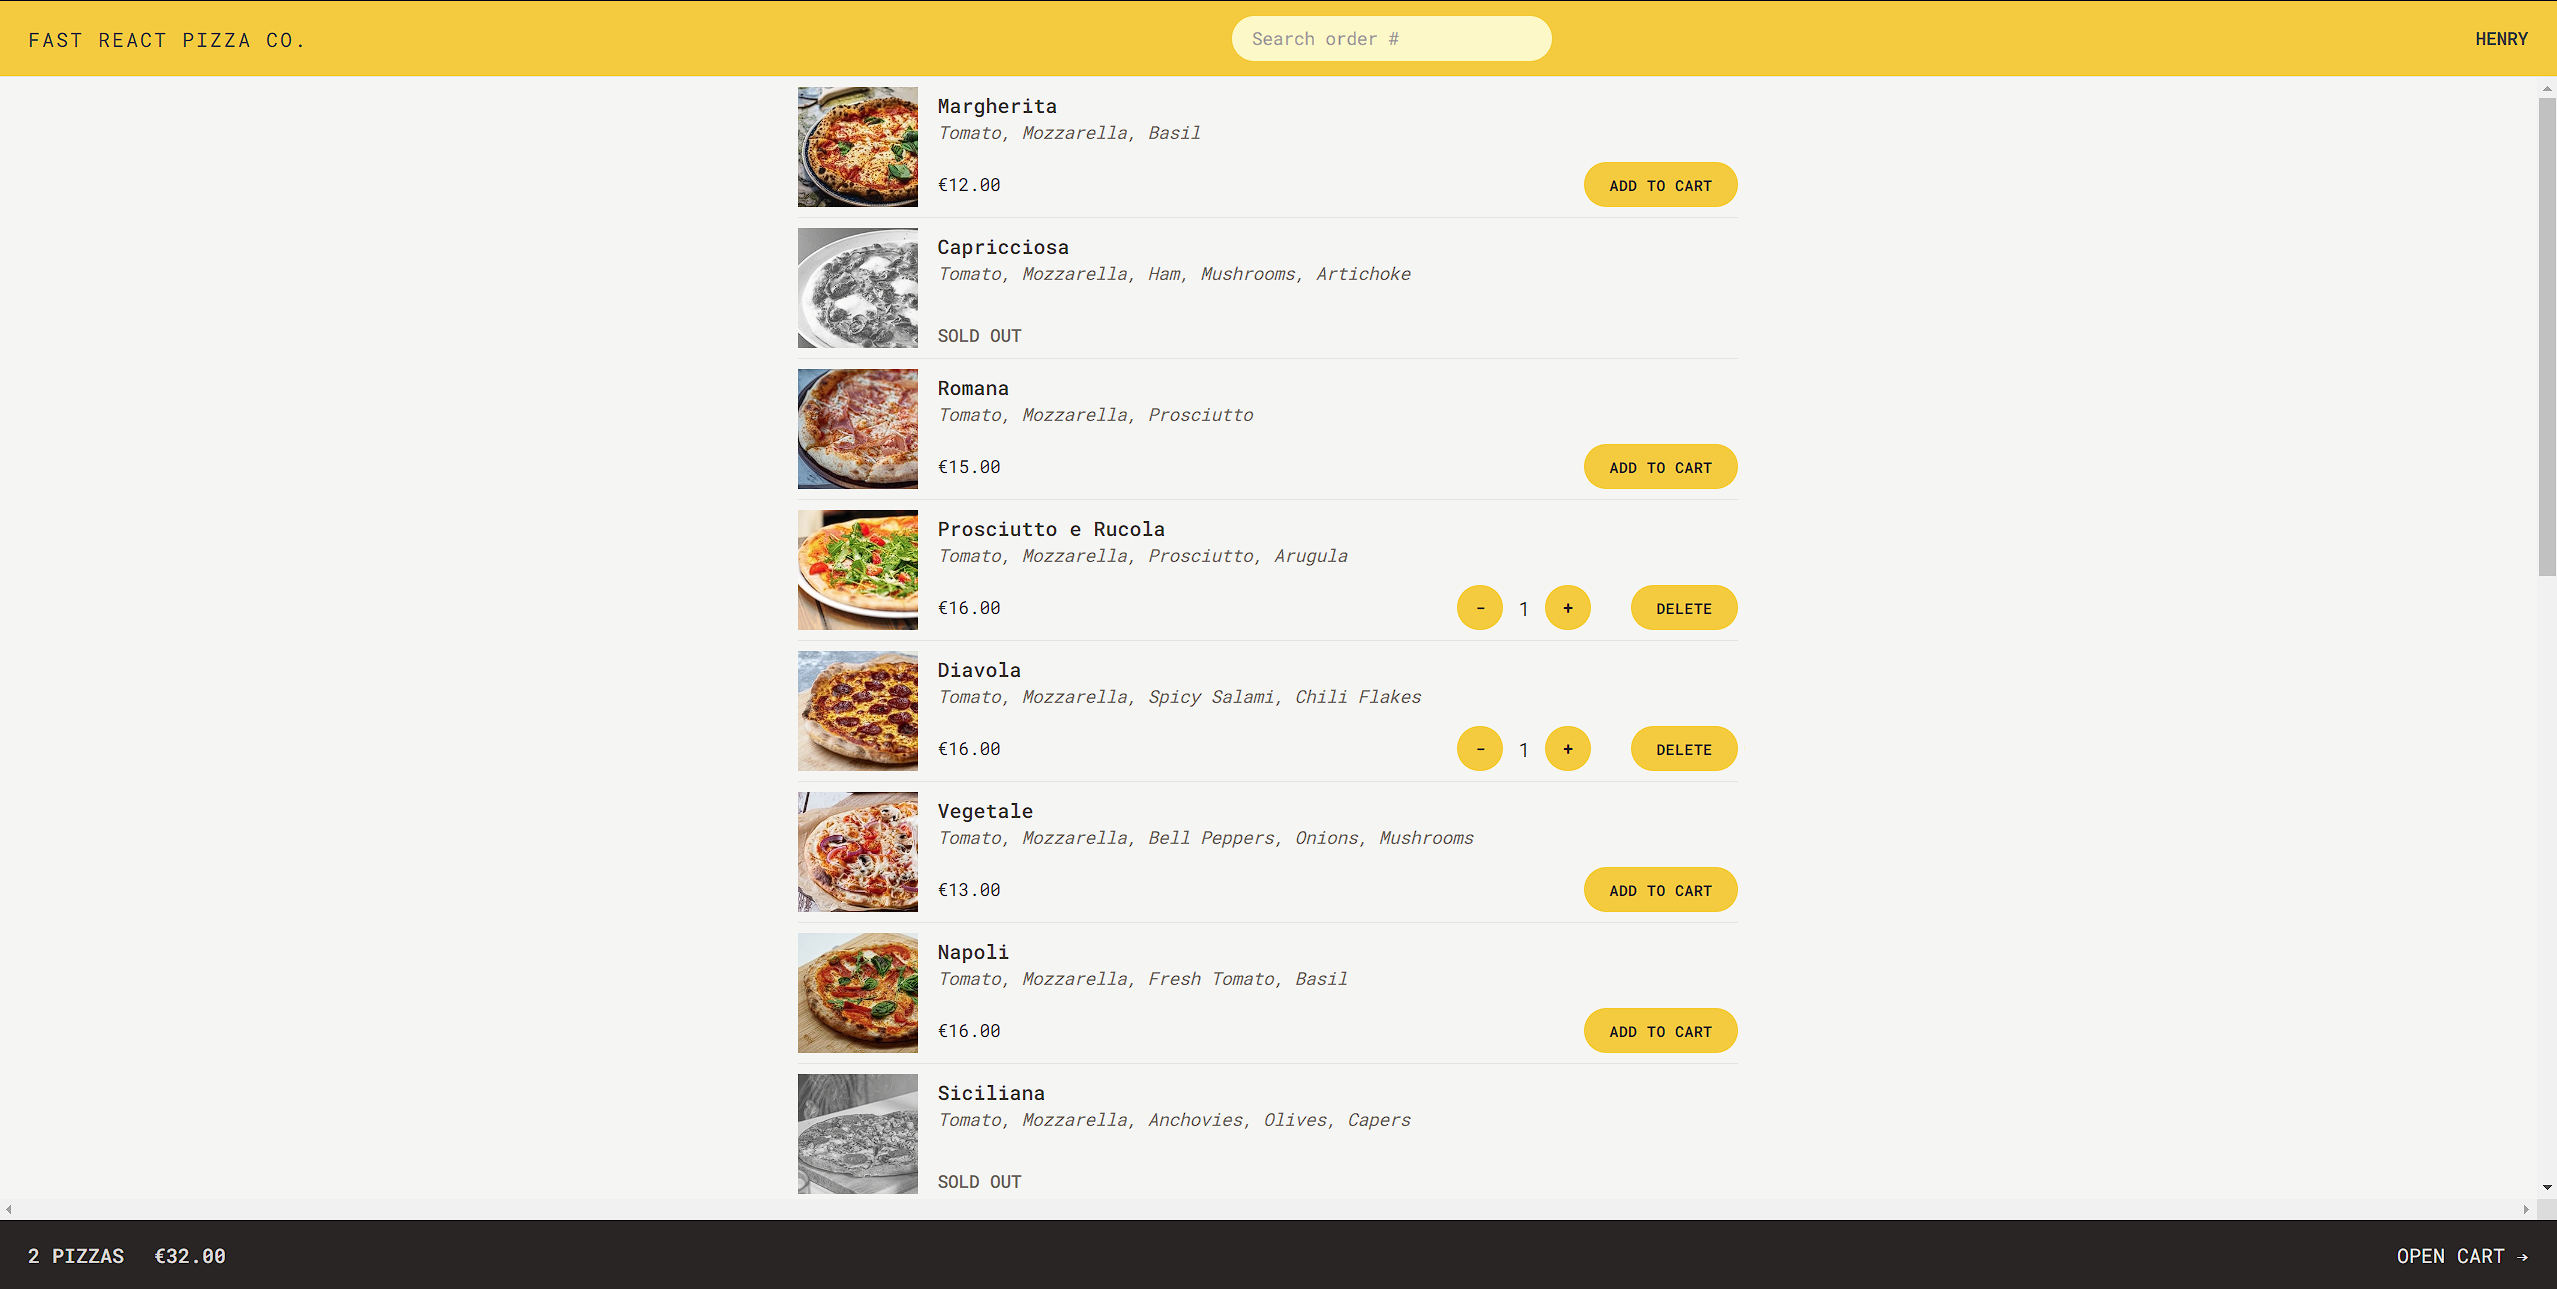 FAST REACT PIZZA CO.
Search order #
HENRY
Margherita
Tomato, Mozzarella, Basil
€12.00
ADD TO CART
Capricciosa
Tomato, Mozzarella, Ham, Mushrooms, Artichoke
SOLD OUT
Romana
Tomato, Mozzarella, Prosciutto
€15.00
ADD TO CART
Prosciutto e Rucola
Tomato, Mozzarella, Prosciutto, Arugula
€16.00
- 1 + DELETE
Diavola
Tomato, Mozzarella, Spicy Salami, Chili Flakes
€16.00
- 1 + DELETE
Vegetale
Tomato, Mozzarella, Bell Peppers, Onions, Mushrooms
€13.00
ADD TO CART
Napoli
Tomato, Mozzarella, Fresh Tomato, Basil
€16.00
ADD TO CART
Siciliana
Tomato, Mozzarella, Anchovies, Olives, Capers
SOLD OUT
2 PIZZAS €32.00
OPEN CART →